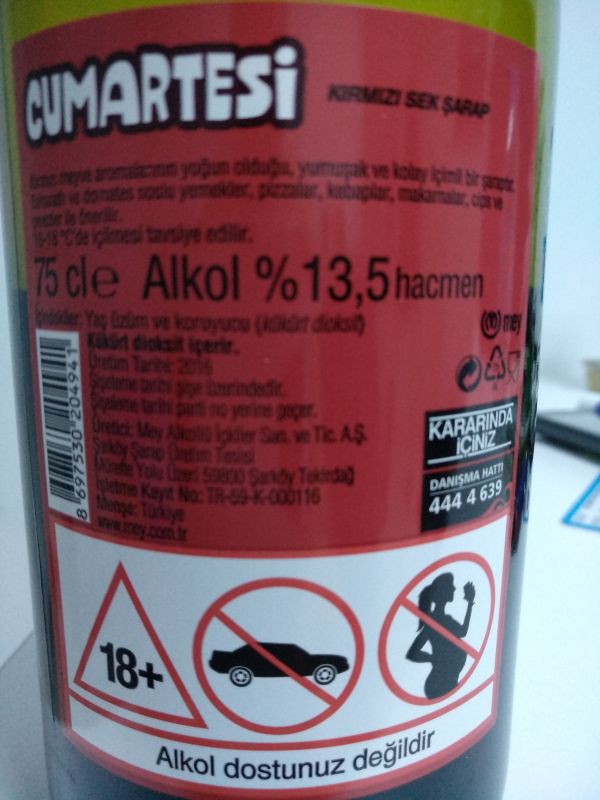 CUMARTESi
KIRMIZI SEK ŞARAP
Kırmızı meyve aromalarının yoğun olduğu, yumuşak ve kolay içimli bir şaraptır.
Baharatlı ve domates soslu yemekler, pizzalar, kebaplar, makarnalar, cips ve
ile önerilir.
16-18 °C'de içilmesi tavsiye edilir.
75 cl e Alkol %13,5 hacmen
İçindekiler: Yaş üzüm ve koruyucu (kükürt dioksit)
mey
Kükürt dioksit içerir.
Üretim Tarihi: 2016
Şişeleme tarihi şişe üzerindedir.
Şişeleme tarihi parti no yerine geçer.
Üretici: Mey Alkollü İçkiler San. ve Tic. A.Ş.
Şarköy Şarap Üretim Tesisi
Mürefte Yolu Üzeri 59800 Şarköy Tekirdağ
İşletme Kayıt No: TR-59-K-000116
Menşe: Türkiye
www.mey.com.tr
8 697530 204941
KARARINDA
İÇİNİZ
DANIŞMA HATTI
444 4 639
18+
Alkol dostunuz değildir